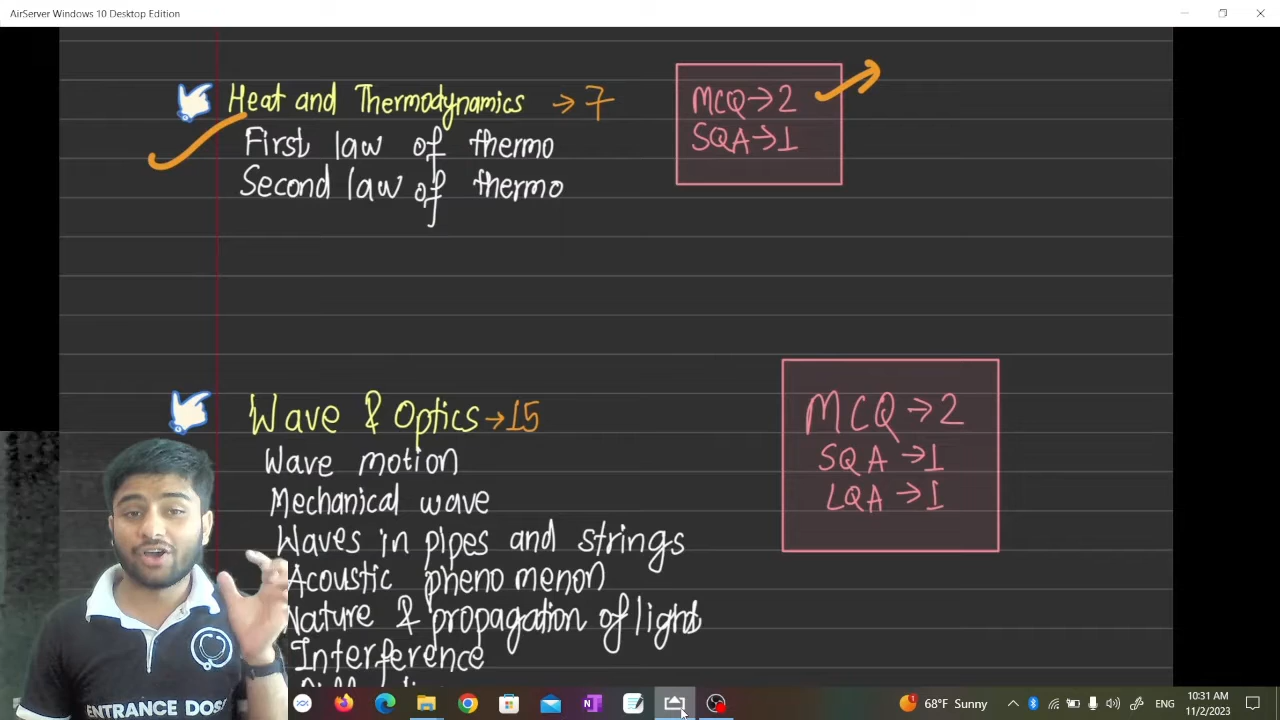 AirServer Windows 10 Desktop Edition
Heat and Thermodynamics → 7
First law of thermo
Second law of thermo
MCQ → 2
SQA → 1
Wave & Optics → 15
Wave motion
Mechanical wave
Waves in pipes and strings
Acoustic phenomenon
Nature & propagation of light
Interference
MCQ → 2
SQA → 1
LQA → 1
ENTRANCE DOS
68°F Sunny
ENG
10:31 AM
11/2/2023